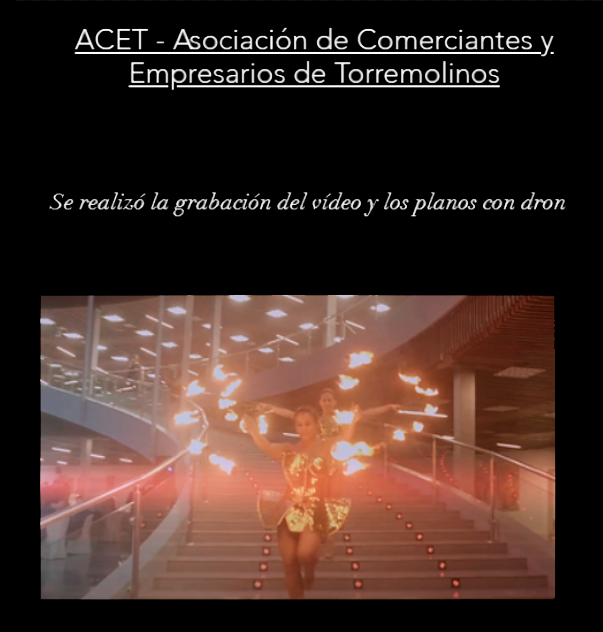 ACET - Asociación de Comerciantes y
Empresarios de Torremolinos
Se realizó la grabación del vídeo y los planos con dron